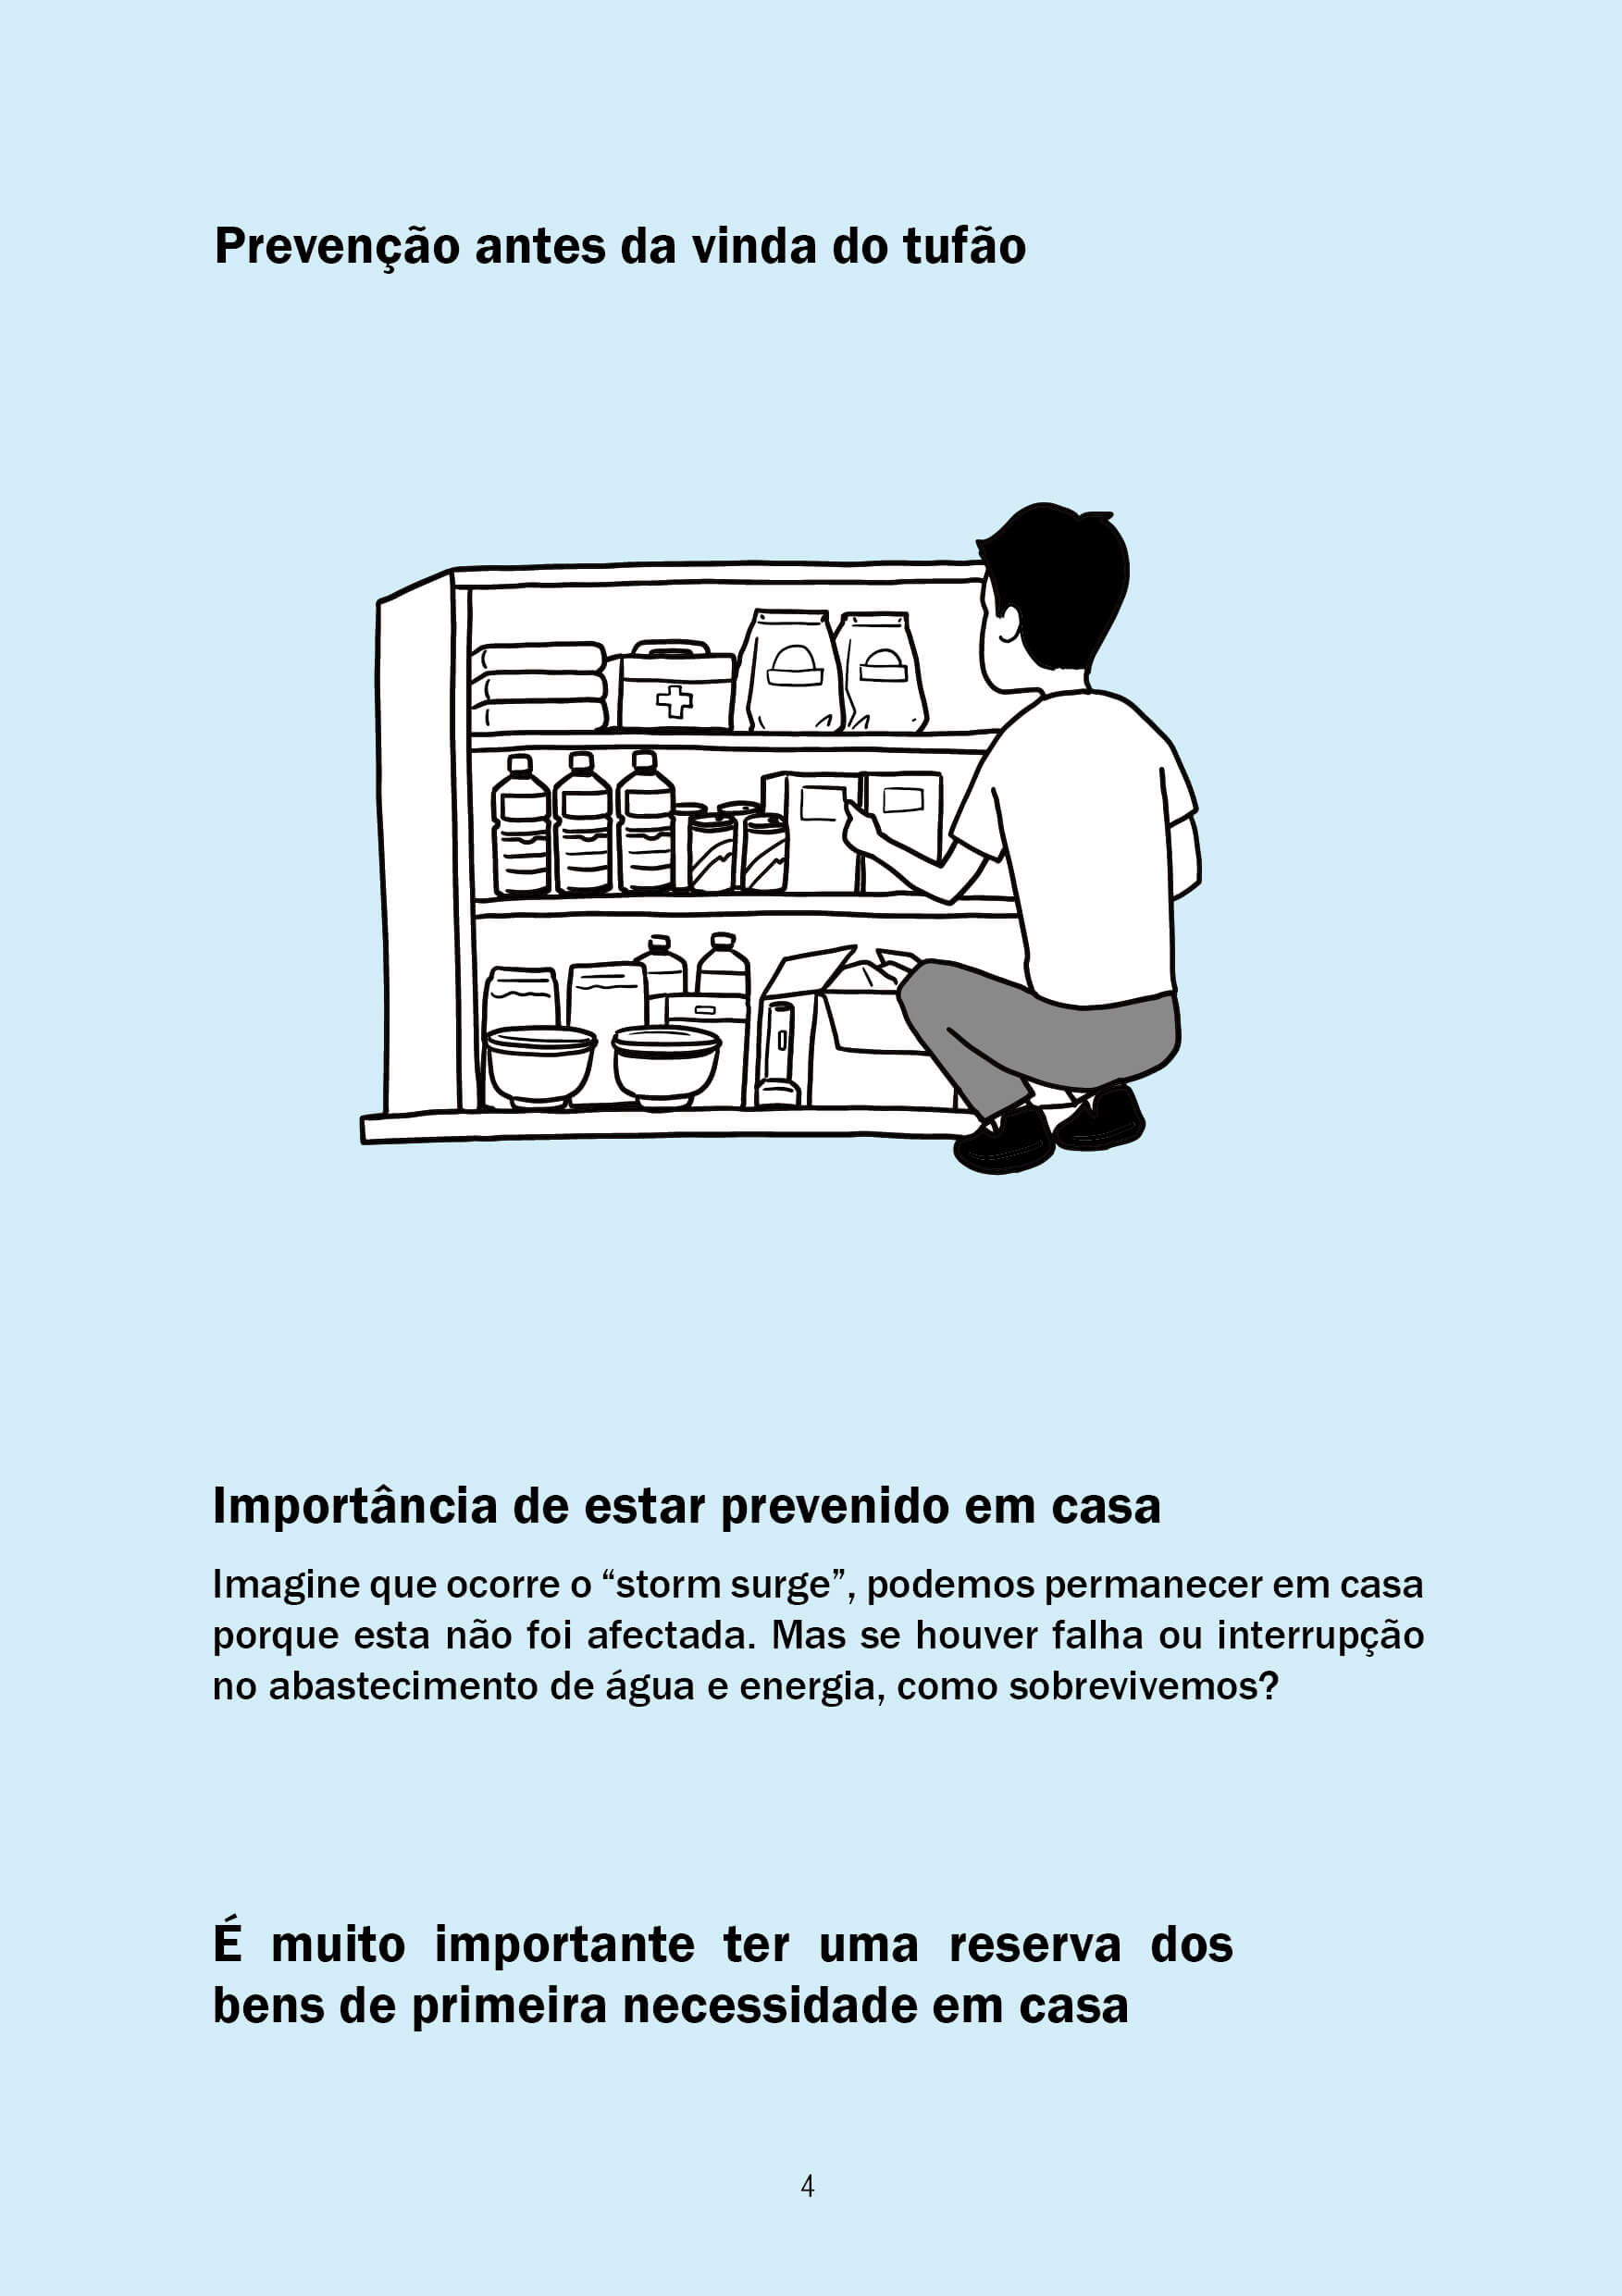 Prevenção antes da vinda do tufão
Importância de estar prevenido em casa
Imagine que ocorre o “storm surge”, podemos permanecer em casa
porque esta não foi afectada. Mas se houver falha ou interrupção
no abastecimento de água e energia, como sobrevivemos?
É muito importante ter uma reserva dos
bens de primeira necessidade em casa
4